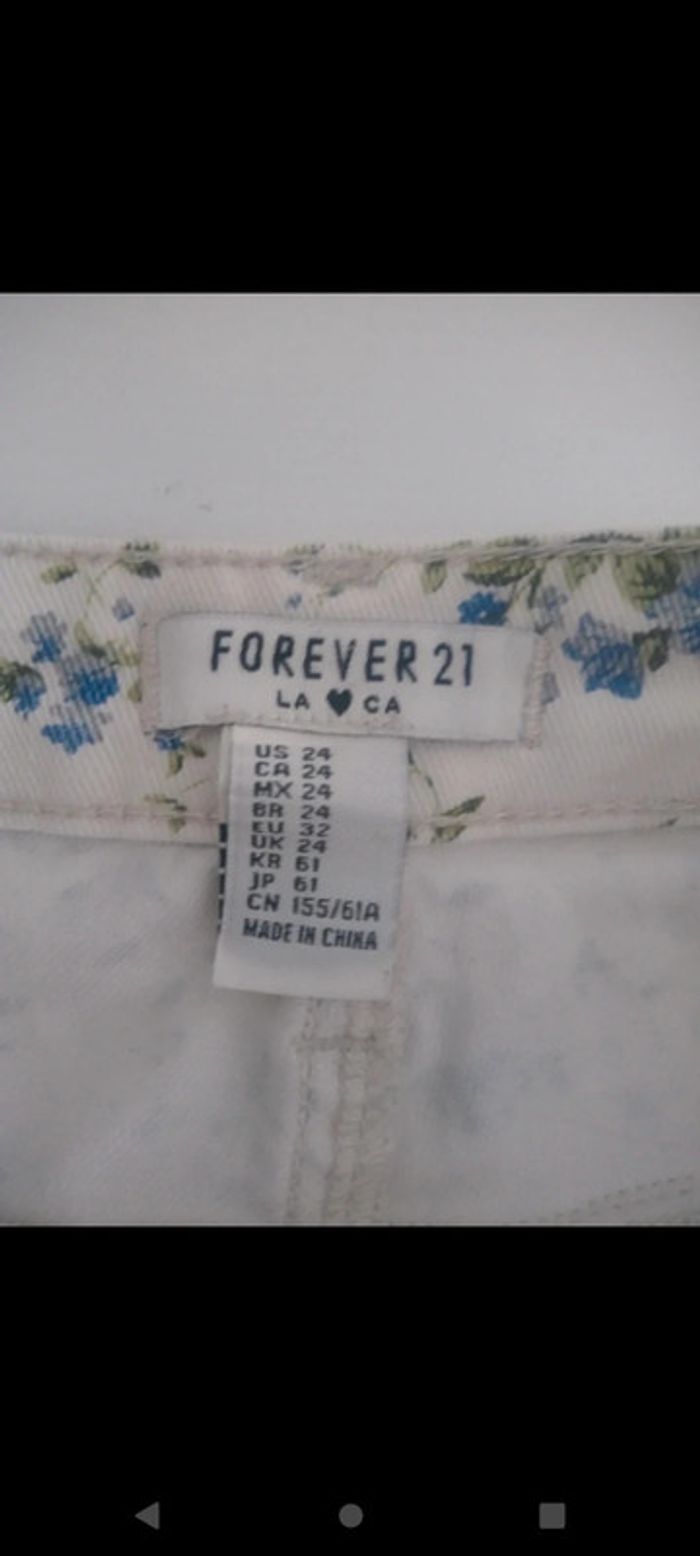 FOREVER 21
LA ♥ CA
US 24
CA 24
MX 24
BR 24
EU 32
UK 24
KR 61
JP 61
CN 155/61A
MADE IN CHINA